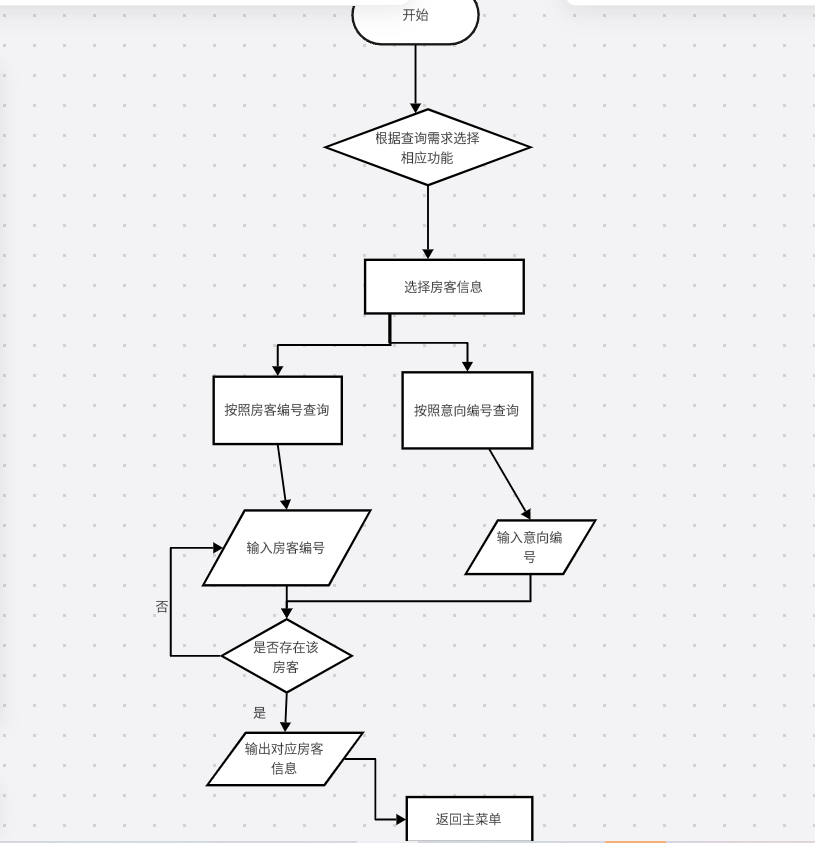 开始
根据查询需求选择
相应功能
选择房客信息
按照房客编号查询
按照意向编号查询
输入房客编号
输入意向编
号
否
是否存在该
房客
是
输出对应房客
信息
返回主菜单